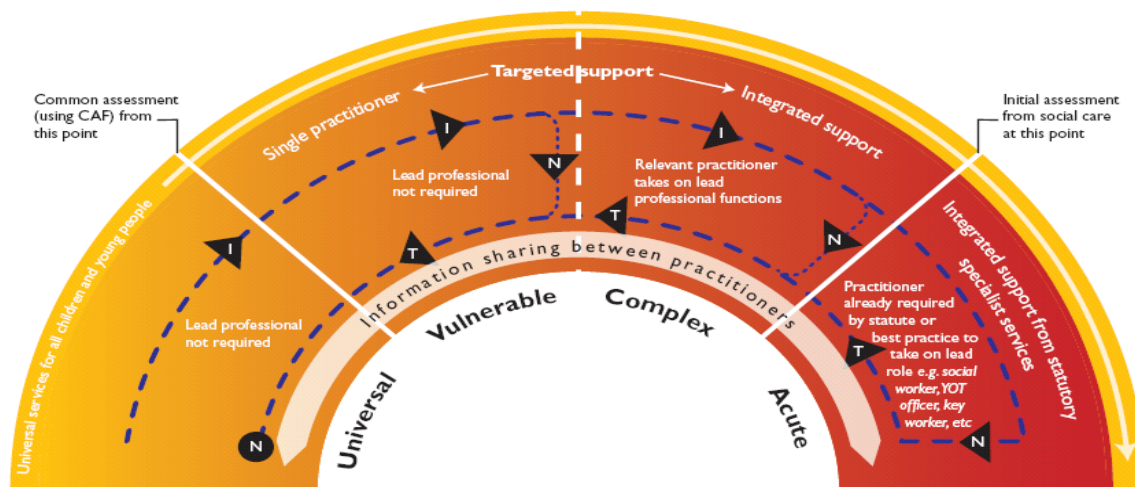 Targeted support
Common assessment
(using CAF) from
this point
Initial assessment
from social care
at this point
Single practitioner
Integrated support
I
I
I
N
Lead professional
not required
Relevant practitioner
takes on lead
professional functions
T
T
N
Universal services for all children and young people
Lead professional
not required
Information sharing between practitioners
Integrated support from statutory
specialist services
Practitioner
already required
by statute or
best practice to
take on lead
role e.g. social
worker, YOT
officer, key
worker, etc
T
N
N
Universal
Vulnerable
Complex
Acute